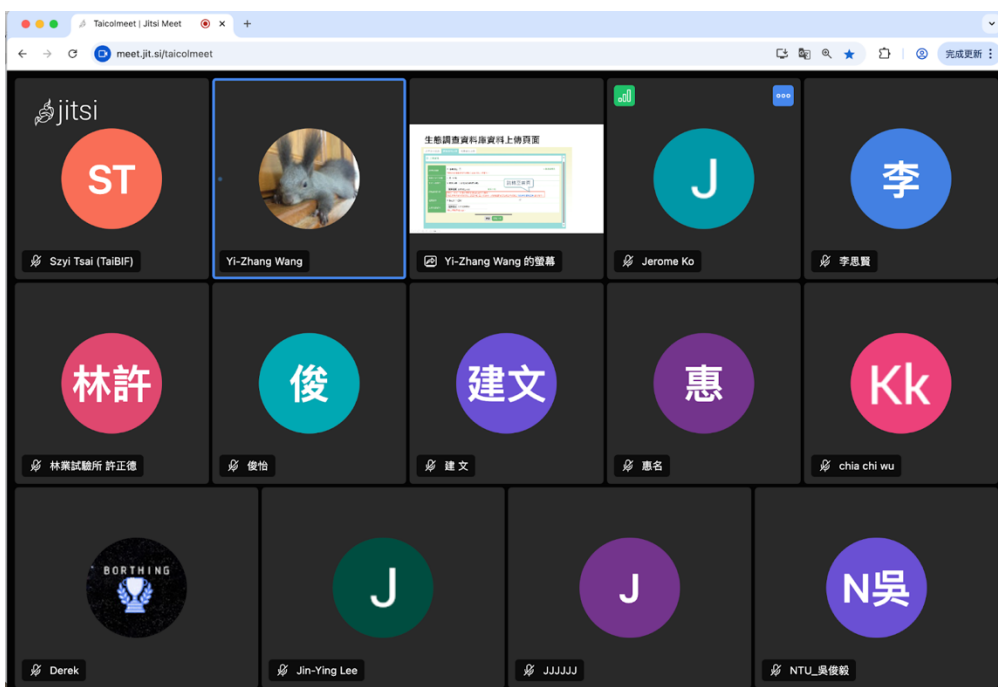 Taicolmeet | Jitsi Meet
meet.jit.si/taicolmeet
完成更新
jitsi
ST
Szyi Tsai (TaiBIF)
Yi-Zhang Wang
生態調查資料庫資料上傳頁面
Yi-Zhang Wang 的螢幕
J
Jerome Ko
李
李思賢
林許
林業試驗所 許正德
俊
俊怡
建文
建 文
惠
惠名
Kk
chia chi wu
BORTHING
Derek
J
Jin-Ying Lee
J
JJJJJJ
N吳
NTU_吳俊毅